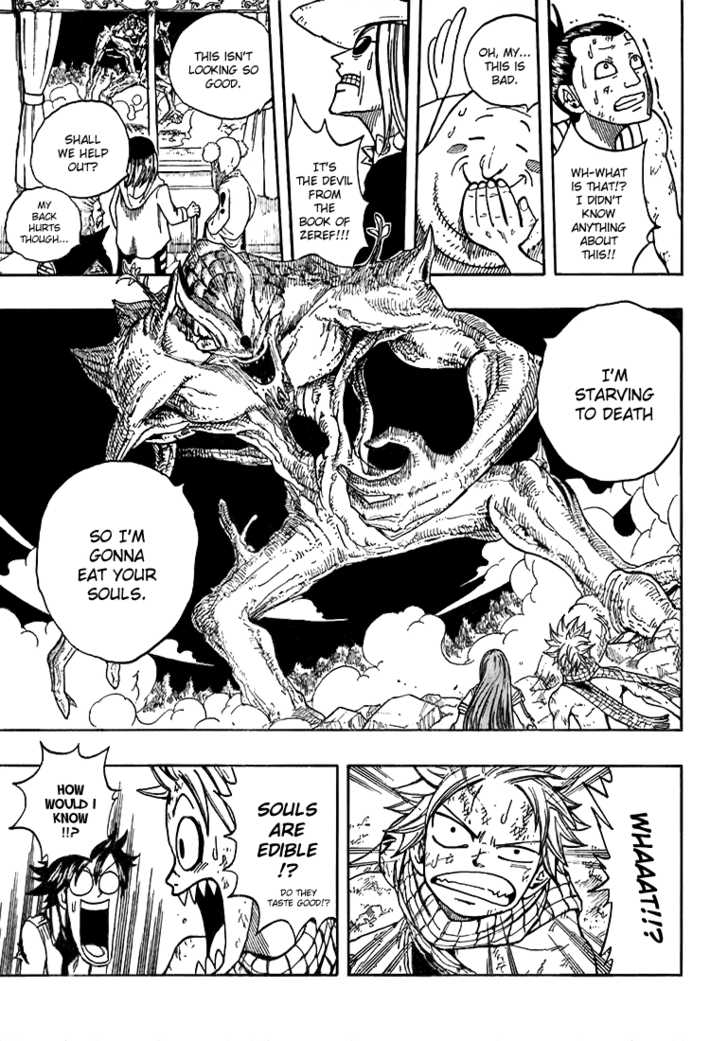 WH-WHAT
IS THAT!?
I DIDN'T
KNOW
ANYTHING
ABOUT
THIS!!
OH, MY...
THIS IS
BAD.
IT'S
THE DEVIL
FROM THE
BOOK OF
ZEREF!!!
THIS ISN'T
LOOKING SO
GOOD.
SHALL
WE HELP
OUT?
MY
BACK
HURTS
THOUGH...
I'M
STARVING
TO DEATH
SO I'M
GONNA
EAT YOUR
SOULS.
WHAAAT!!?
SOULS
ARE
EDIBLE
!?
DO THEY
TASTE GOOD!?
HOW
WOULD I
KNOW
!!?